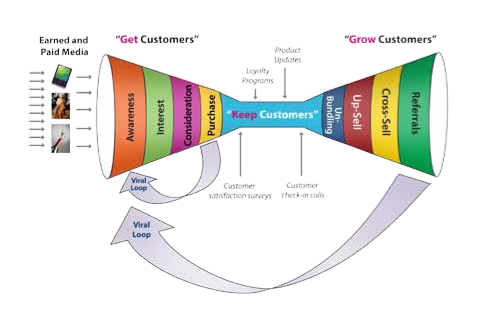 Earned and
Paid Media
"Get Customers"
"Grow Customers"
Product
Updates
Loyalty
Programs
Awareness
Interest
Consideration
Purchase
"Keep Customers"
Un-
Bundling
Up-Sell
Cross-Sell
Referrals
Viral
Loop
Customer
satisfaction surveys
Customer
check-in calls
Viral
Loop